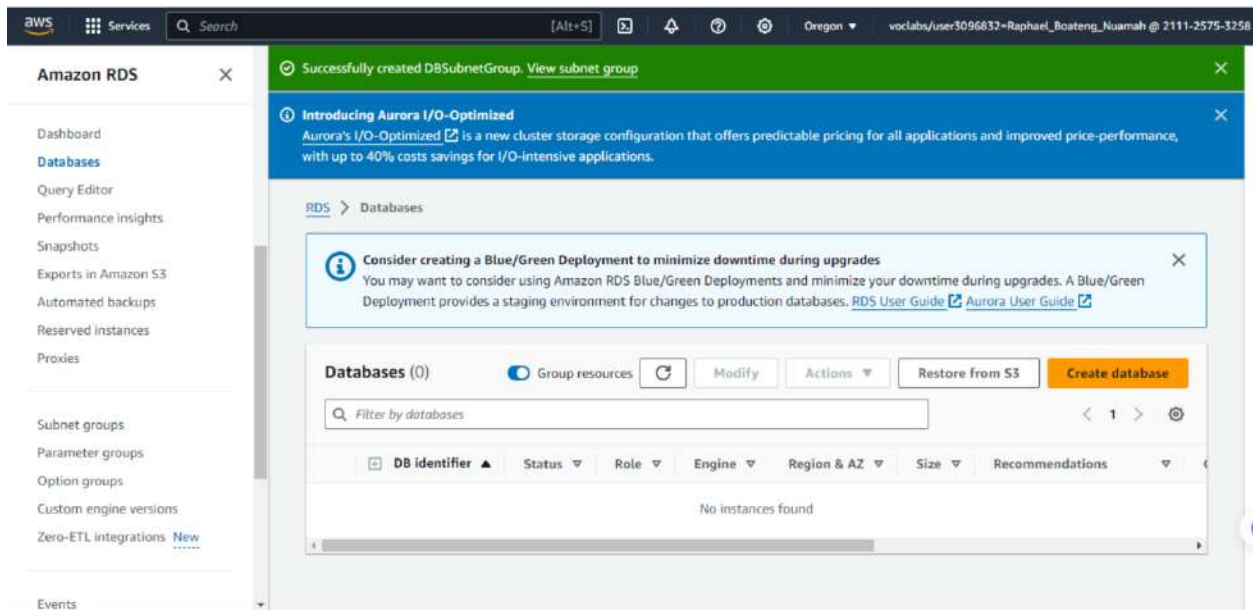 aws Services Search [Alt+S] Oregon voclabs/user3096832=Raphael_Boateng_Nuamah @ 2111-2575-3258
Amazon RDS
Dashboard
Databases
Query Editor
Performance insights
Snapshots
Exports in Amazon S3
Automated backups
Reserved instances
Proxies
Subnet groups
Parameter groups
Option groups
Custom engine versions
Zero-ETL integrations New
Events
Successfully created DBSubnetGroup. View subnet group
Introducing Aurora I/O-Optimized
Aurora's I/O-Optimized is a new cluster storage configuration that offers predictable pricing for all applications and improved price-performance,
with up to 40% costs savings for I/O-intensive applications.
RDS > Databases
Consider creating a Blue/Green Deployment to minimize downtime during upgrades
You may want to consider using Amazon RDS Blue/Green Deployments and minimize your downtime during upgrades. A Blue/Green
Deployment provides a staging environment for changes to production databases. RDS User Guide Aurora User Guide
Databases (0) Group resources Modify Actions Restore from S3 Create database
Filter by databases < 1 >
DB identifier Status Role Engine Region & AZ Size Recommendations
No instances found